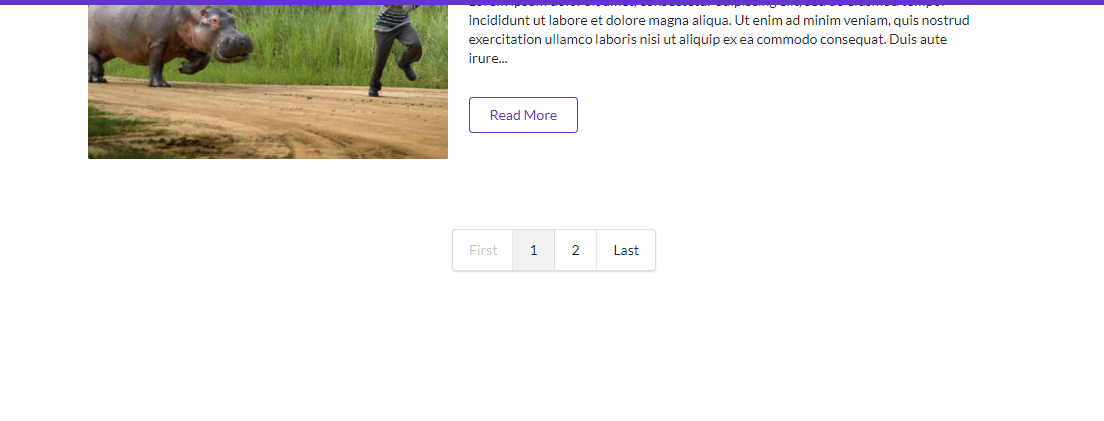 incididunt ut labore et dolore magna aliqua. Ut enim ad minim veniam, quis nostrud
exercitation ullamco laboris nisi ut aliquip ex ea commodo consequat. Duis aute
irure...
Read More
First 1 2 Last